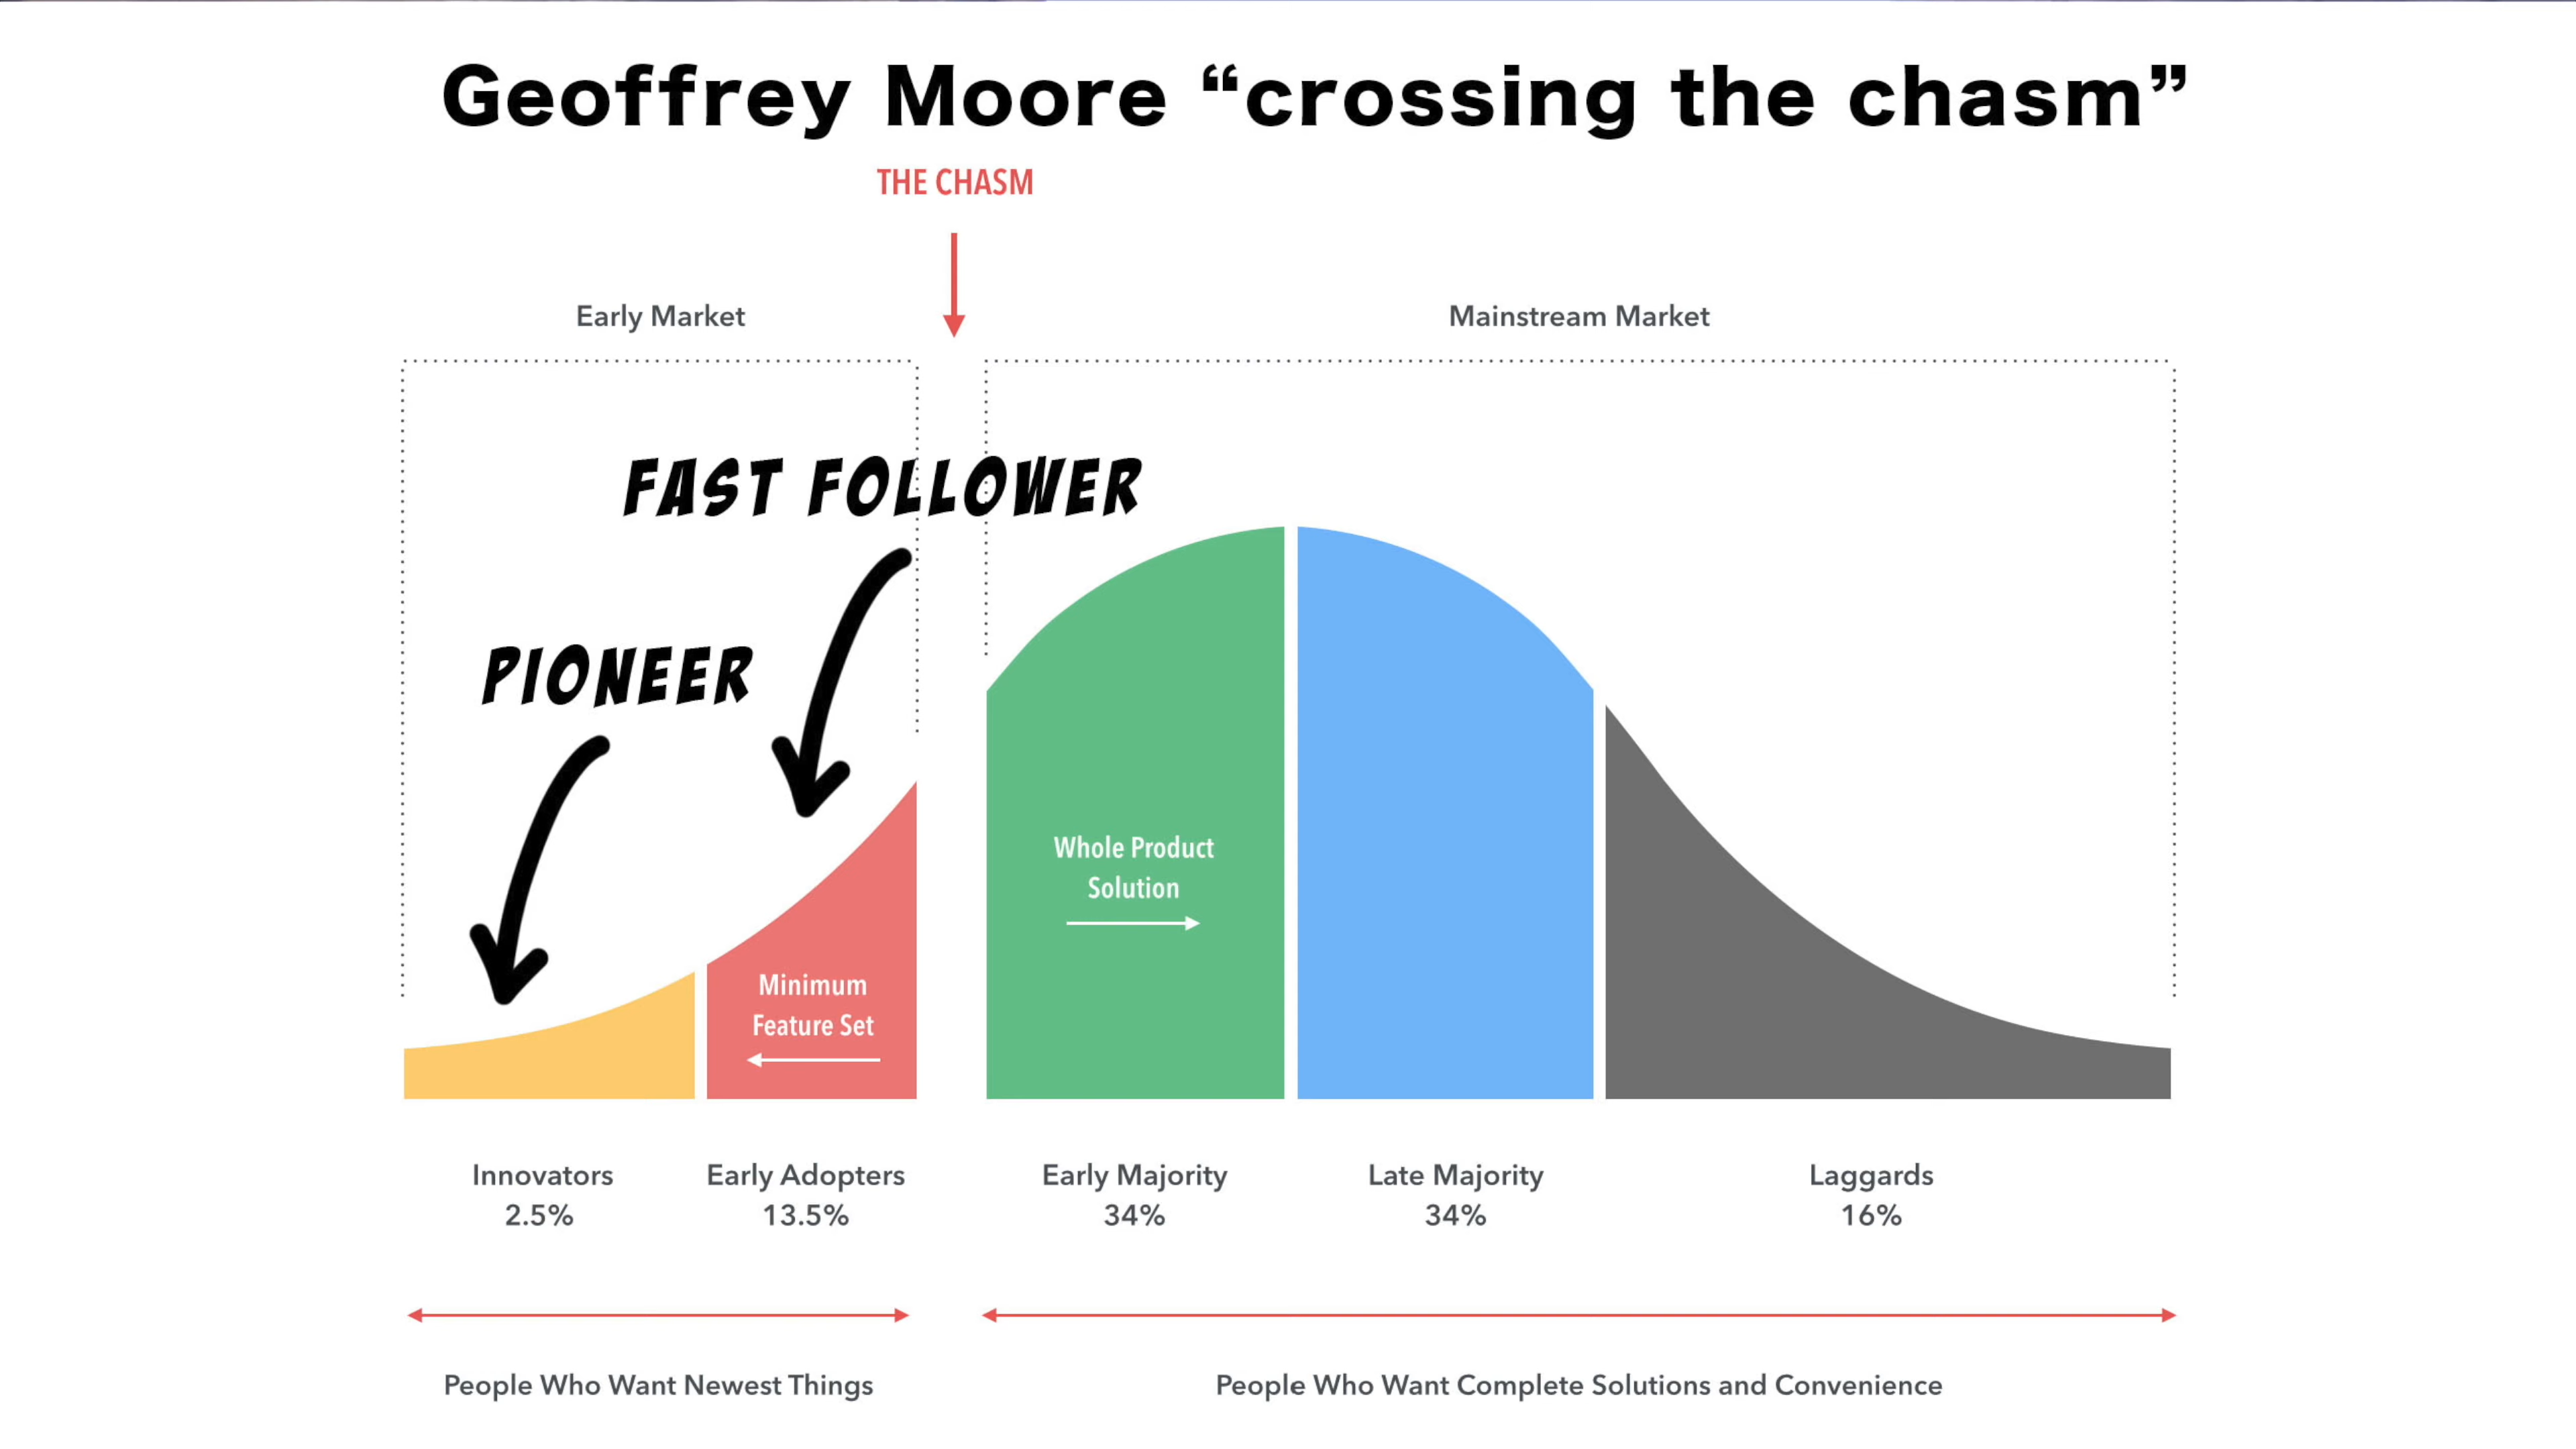 Geoffrey Moore “crossing the chasm”
THE CHASM
Early Market
Mainstream Market
FAST FOLLOWER
PIONEER
Whole Product
Solution
Minimum
Feature Set
Innovators
2.5%
Early Adopters
13.5%
Early Majority
34%
Late Majority
34%
Laggards
16%
People Who Want Newest Things
People Who Want Complete Solutions and Convenience